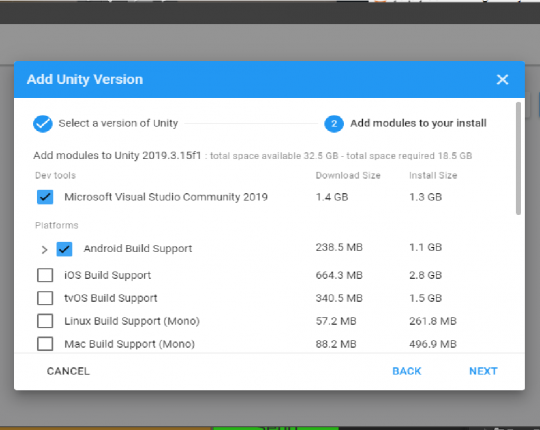 Add Unity Version
Select a version of Unity
2 Add modules to your install
Add modules to Unity 2019.3.15f1 : total space available 32.5 GB - total space required 18.5 GB
Dev tools Download Size Install Size
Microsoft Visual Studio Community 2019 1.4 GB 1.3 GB
Platforms
Android Build Support 238.5 MB 1.1 GB
iOS Build Support 664.3 MB 2.8 GB
tvOS Build Support 340.5 MB 1.5 GB
Linux Build Support (Mono) 57.2 MB 261.8 MB
Mac Build Support (Mono) 88.2 MB 496.9 MB
CANCEL BACK NEXT